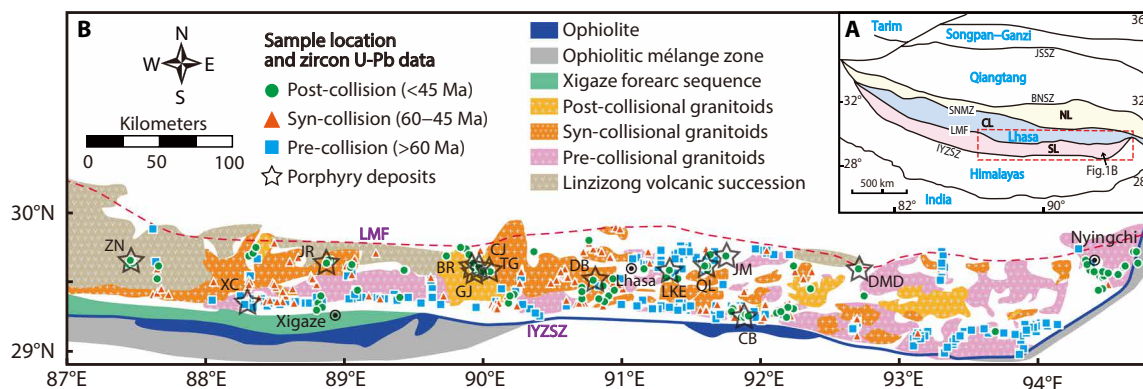 B
N
W E
S
Kilometers
0 50 100
Sample location
and zircon U-Pb data
Post-collision (<45 Ma)
Syn-collision (60–45 Ma)
Pre-collision (>60 Ma)
Porphyry deposits
Ophiolite
Ophiolitic mélange zone
Xigaze forearc sequence
Post-collisional granitoids
Syn-collisional granitoids
Pre-collisional granitoids
Linzizong volcanic succession
A
Tarim
Songpan–Ganzi
JSSZ
Qiangtang
BNSZ
SNMZ
NL
CL
LMF
Lhasa
IYZSZ
SL
Fig.1B
Himalayas
500 km
India
36
32°
32
28°
28
82°
90°
30°N
29°N
LMF
ZN
JR
XC
Xigaze
BR
CJ
TG
GJ
DB
Lhasa
LKE
QL
JM
CB
DMD
Nyingchi
IYZSZ
87°E 88°E 89°E 90°E 91°E 92°E 93°E 94°E